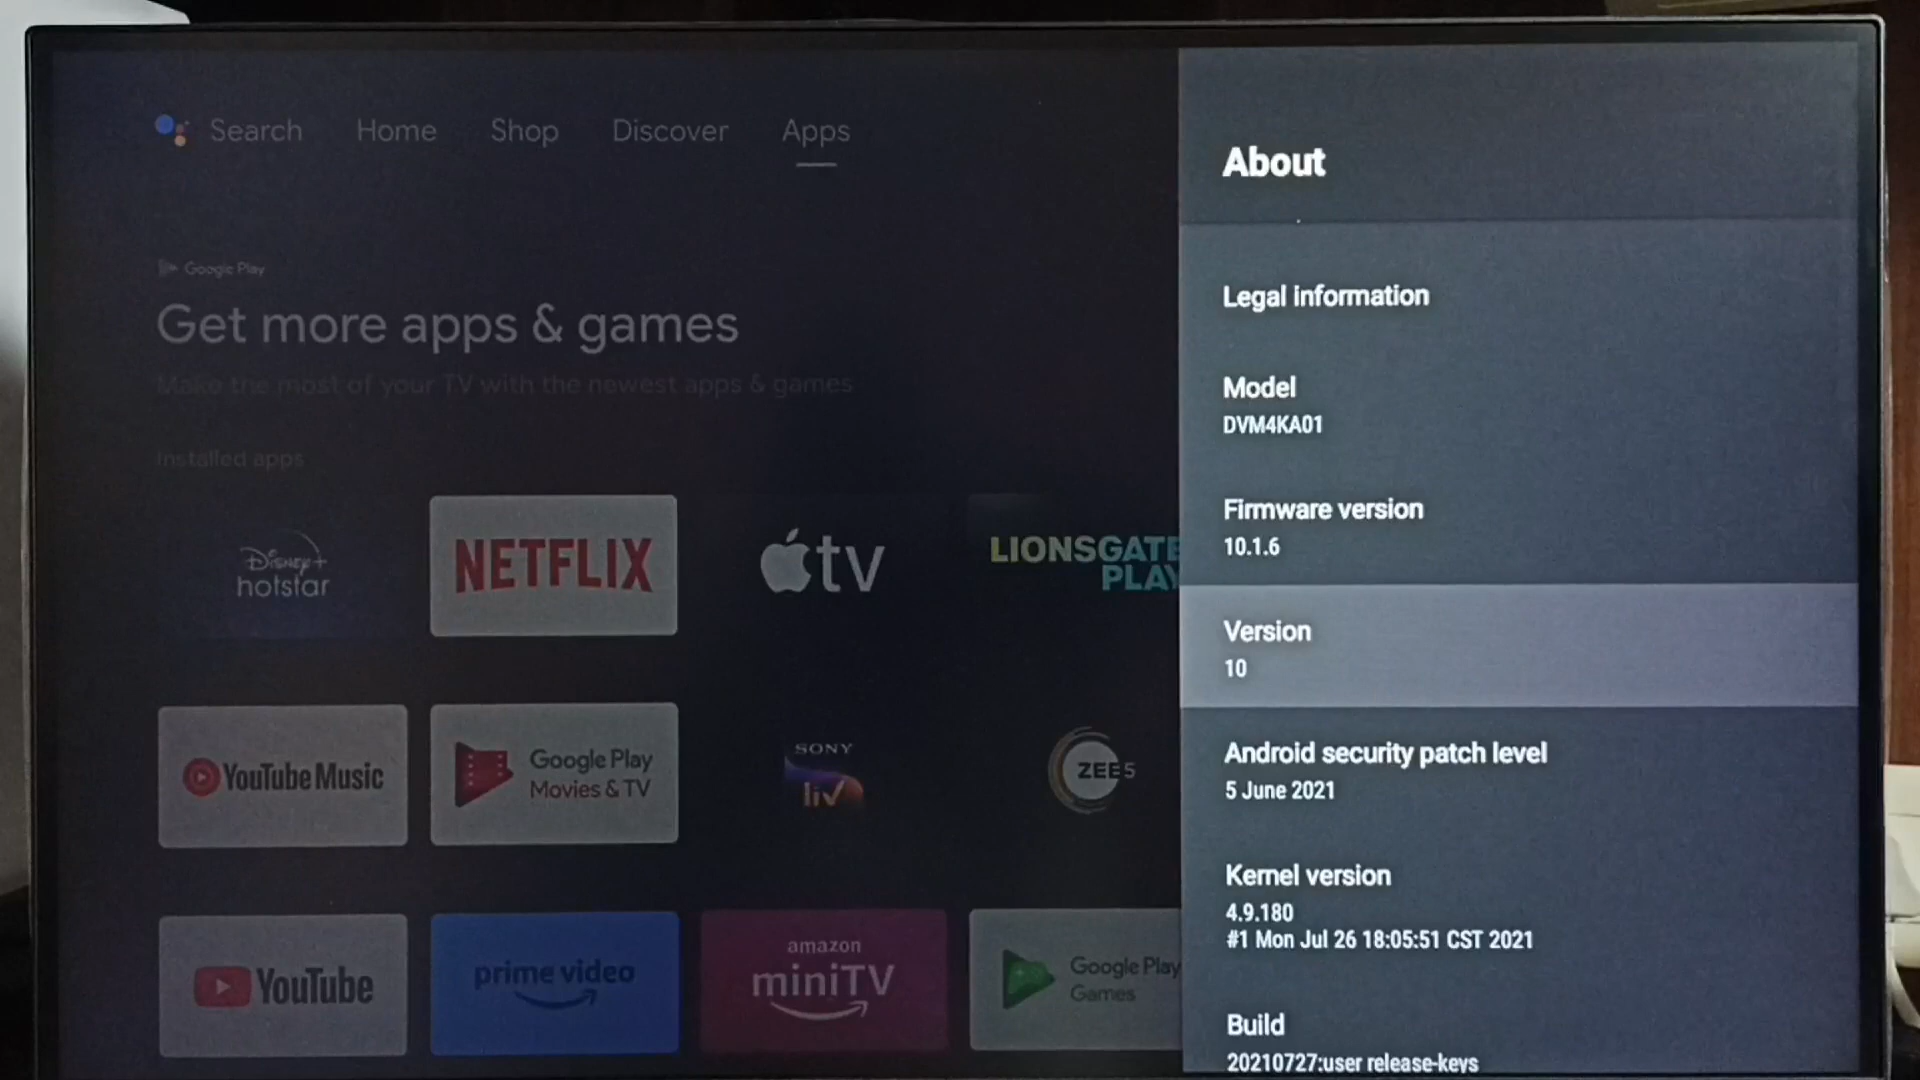 Search Home Shop Discover Apps
Google Play
Get more apps & games
Make the most of your TV with the newest apps & games
Installed apps
Disney+
hotstar
NETFLIX
tv
LIONSGATE
PLAY
YouTube Music
Google Play
Movies & TV
SONY
liv
ZEE5
YouTube
prime video
amazon
miniTV
Google Play
Games
About
Legal information
Model
DVM4KA01
Firmware version
10.1.6
Version
10
Android security patch level
5 June 2021
Kernel version
4.9.180
#1 Mon Jul 26 18:05:51 CST 2021
Build
20210727:user release-keys